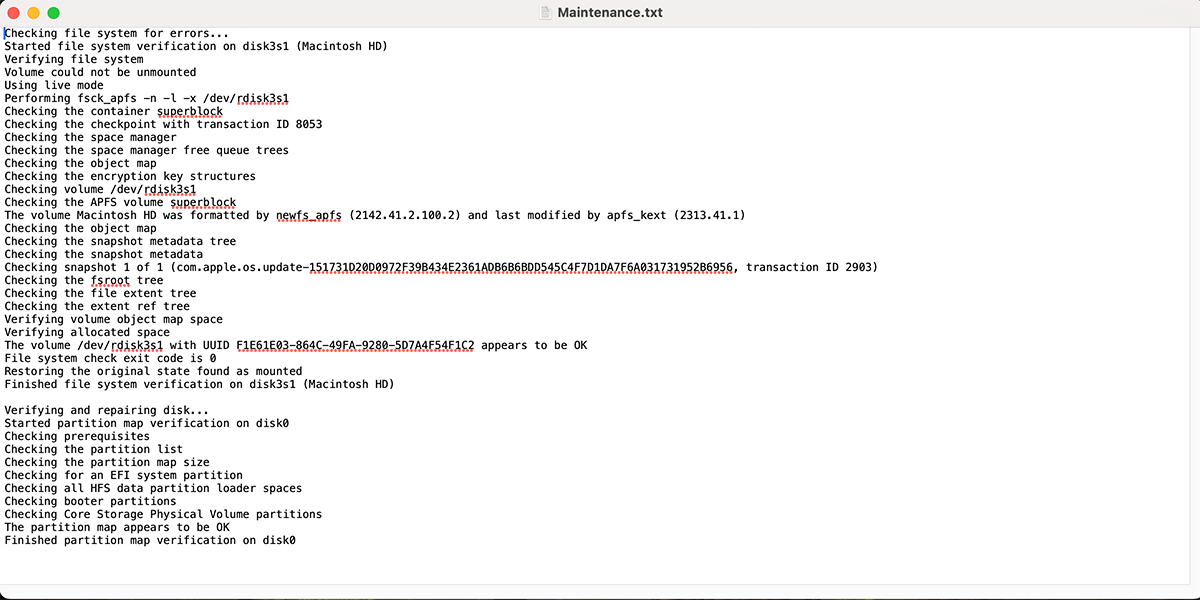 Maintenance.txt
Checking file system for errors...
Started file system verification on disk3s1 (Macintosh HD)
Verifying file system
Volume could not be unmounted
Using live mode
Performing fsck_apfs -n -l -x /dev/rdisk3s1
Checking the container superblock
Checking the checkpoint with transaction ID 8053
Checking the space manager
Checking the space manager free queue trees
Checking the object map
Checking the encryption key structures
Checking volume /dev/rdisk3s1
Checking the APFS volume superblock
The volume Macintosh HD was formatted by newfs_apfs (2142.41.2.100.2) and last modified by apfs_kext (2313.41.1)
Checking the object map
Checking the snapshot metadata tree
Checking the snapshot metadata
Checking snapshot 1 of 1 (com.apple.os.update-151731D20D0972F39B434E2361ADB6B6BDD545C4F7D1DA7F6A031731952B6956, transaction ID 2903)
Checking the fsroot tree
Checking the file extent tree
Checking the extent ref tree
Verifying volume object map space
Verifying allocated space
The volume /dev/rdisk3s1 with UUID F1E61E03-864C-49FA-9280-5D7A4F54F1C2 appears to be OK
File system check exit code is 0
Restoring the original state found as mounted
Finished file system verification on disk3s1 (Macintosh HD)
Verifying and repairing disk...
Started partition map verification on disk0
Checking prerequisites
Checking the partition list
Checking the partition map size
Checking for an EFI system partition
Checking all HFS data partition loader spaces
Checking booter partitions
Checking Core Storage Physical Volume partitions
The partition map appears to be OK
Finished partition map verification on disk0